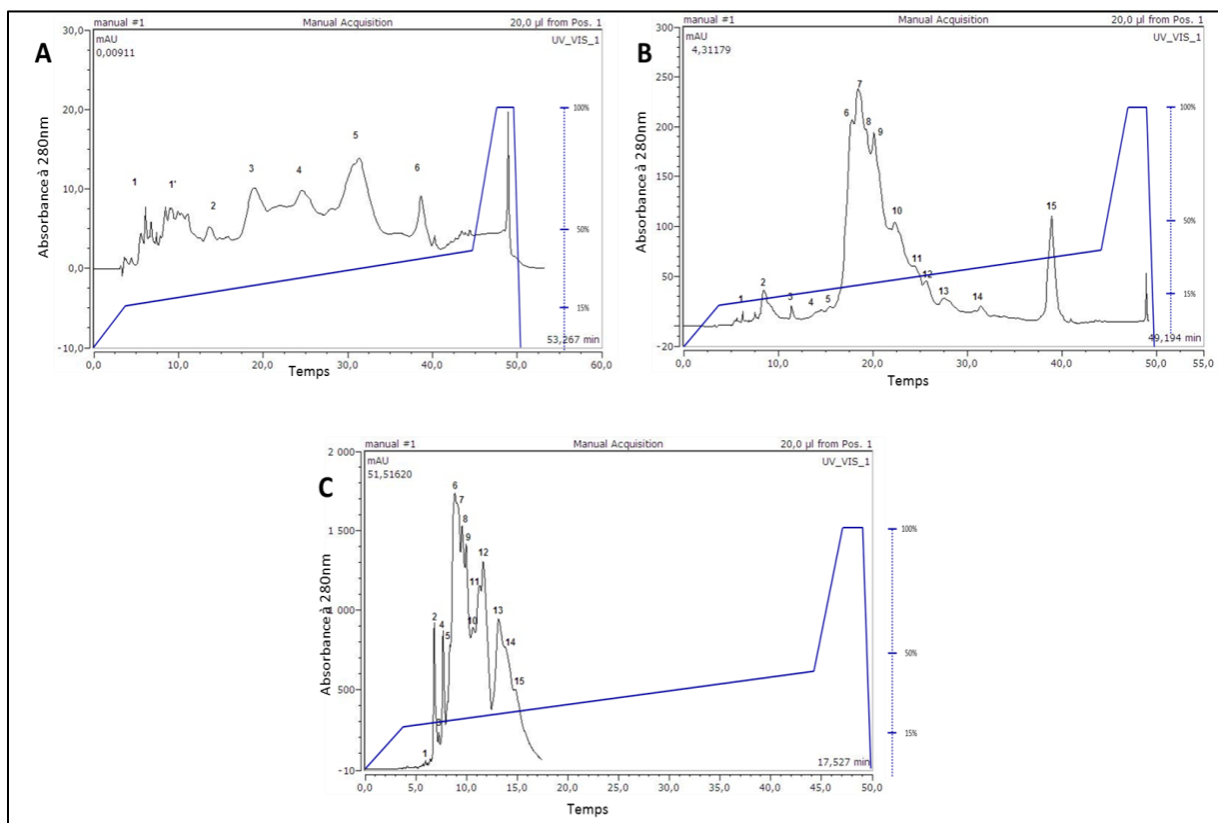 manual #1 Manual Acquisition 20,0 µl from Pos. 1
A
mAU
0,00911
UV_VIS_1
Absorbance à 280nm
30,0
20,0
10,0
0,0
-10,0
1 1' 2 3 4 5 6
100%
50%
15%
53,267 min
0,0 10,0 20,0 30,0 40,0 50,0 60,0
Temps
manual #1 Manual Acquisition 20,0 µl from Pos. 1
B
mAU
4,31179
UV_VIS_1
Absorbance à 280nm
300
250
200
150
100
50
-20
1 2 3 4 5 6 7 8 9 10 11 12 13 14 15
100%
50%
15%
49,194 min
0,0 10,0 20,0 30,0 40,0 50,0 55,0
Temps
manual #1 Manual Acquisition 20,0 µl from Pos. 1
C
mAU
51,51620
UV_VIS_1
Absorbance à 280nm
2 000
1 500
1 000
500
-10
1 2 3 4 5 6 7 8 9 10 11 12 13 14 15
100%
50%
15%
17,527 min
0,0 5,0 10,0 15,0 20,0 25,0 30,0 35,0 40,0 45,0 50,0
Temps